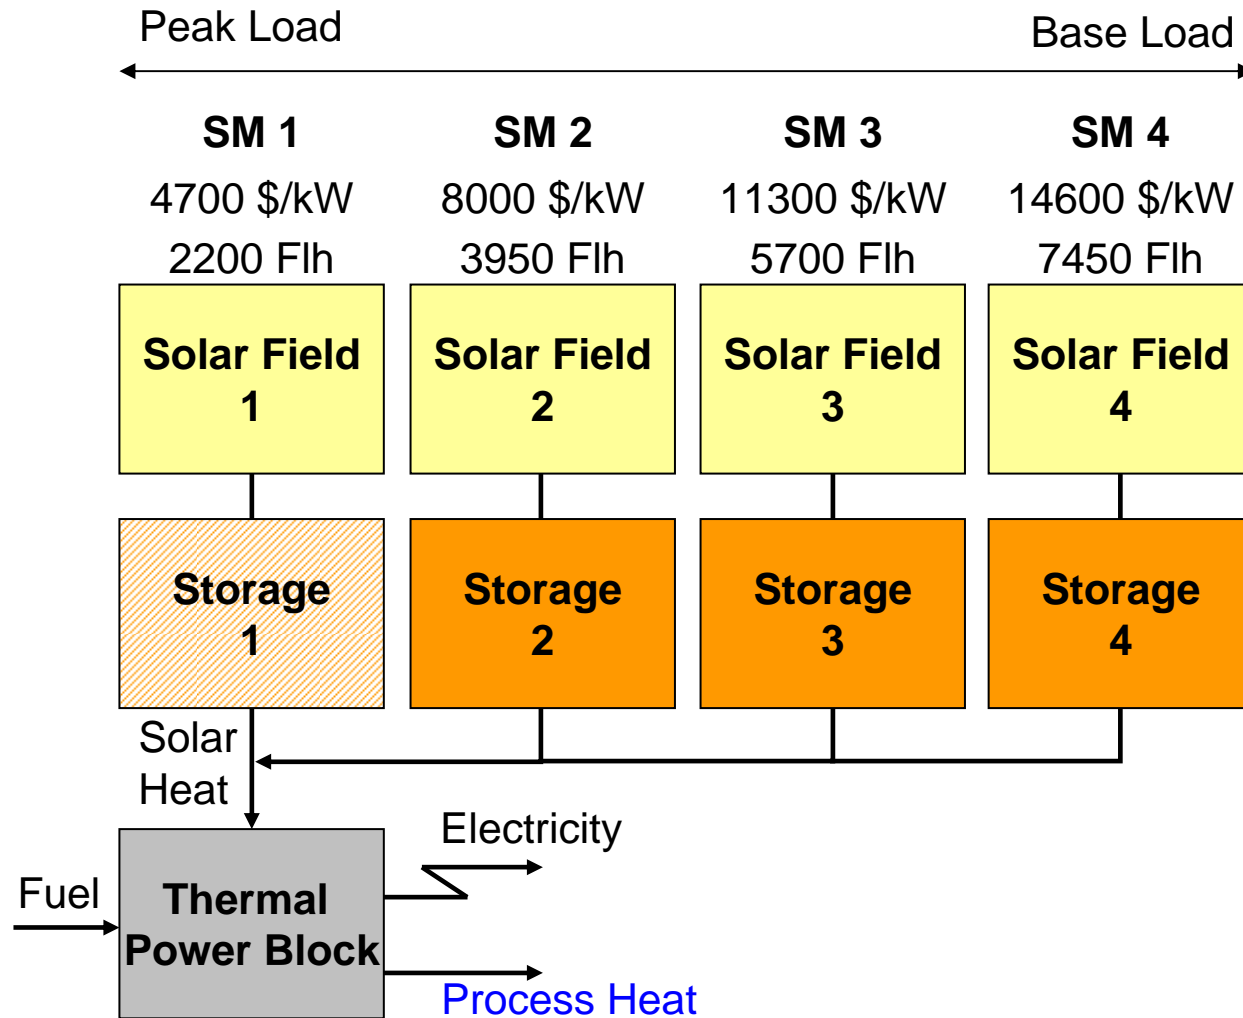 Peak Load
Base Load
SM 1
SM 2
SM 3
SM 4
4700 $/kW
8000 $/kW
11300 $/kW
14600 $/kW
2200 Flh
3950 Flh
5700 Flh
7450 Flh
Solar Field
1
Solar Field
2
Solar Field
3
Solar Field
4
Storage
1
Storage
2
Storage
3
Storage
4
Solar
Heat
Electricity
Fuel
Thermal
Power Block
Process Heat